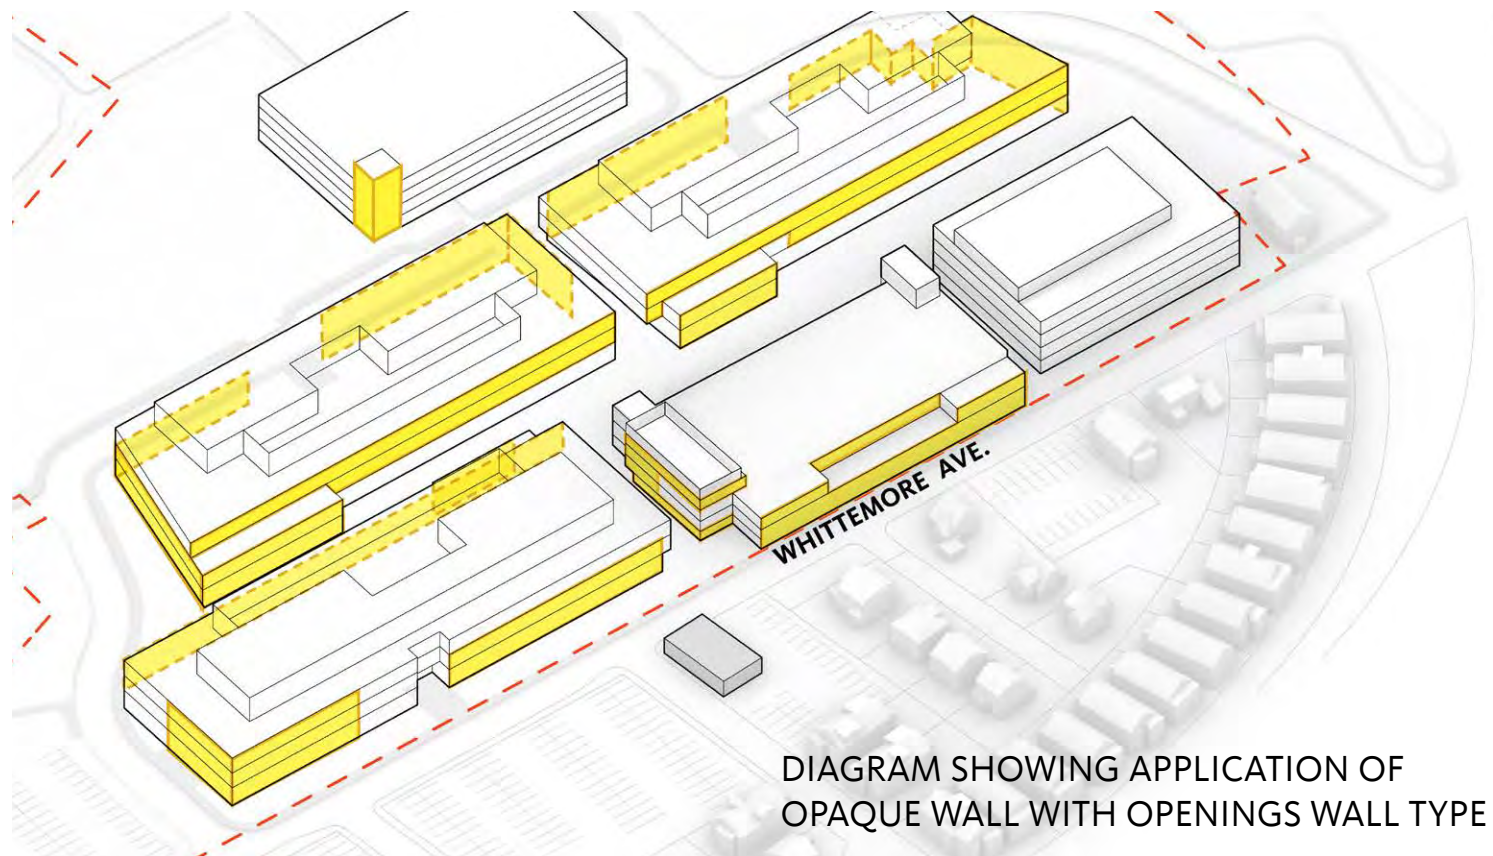 WHITTEMORE AVE.
DIAGRAM SHOWING APPLICATION OF
OPAQUE WALL WITH OPENINGS WALL TYPE